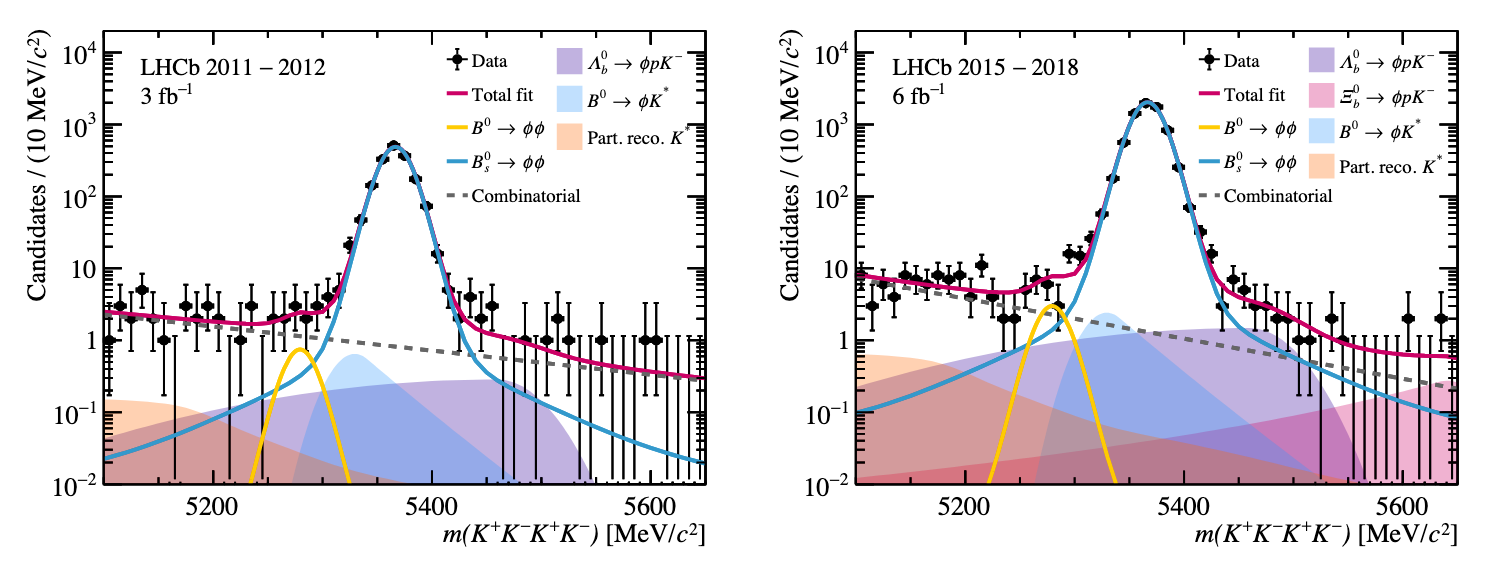 Candidates / (10 MeV/c²)
10⁴
10³
10²
10
1
10⁻¹
10⁻²
LHCb 2011 – 2012
3 fb⁻¹
Data
Total fit
B⁰ → ϕϕ
B⁰ₛ → ϕϕ
Combinatorial
Λ⁰_b → ϕpK⁻
B⁰ → ϕK*
Part. reco. K*
5200
5400
5600
m(K⁺K⁻K⁺K⁻) [MeV/c²]
Candidates / (10 MeV/c²)
10⁴
10³
10²
10
1
10⁻¹
10⁻²
LHCb 2015 – 2018
6 fb⁻¹
Data
Total fit
B⁰ → ϕϕ
B⁰ₛ → ϕϕ
Combinatorial
Λ⁰_b → ϕpK⁻
Ξ⁰_b → ϕpK⁻
B⁰ → ϕK*
Part. reco. K*
5200
5400
5600
m(K⁺K⁻K⁺K⁻) [MeV/c²]